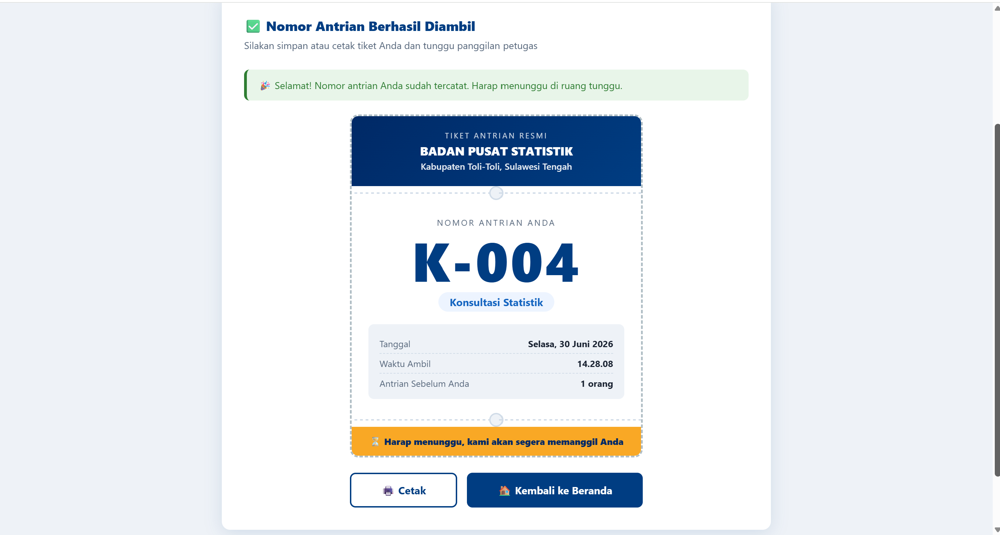 ✅ Nomor Antrian Berhasil Diambil
Silakan simpan atau cetak tiket Anda dan tunggu panggilan petugas
🎉 Selamat! Nomor antrian Anda sudah tercatat. Harap menunggu di ruang tunggu.
TIKET ANTRIAN RESMI
BADAN PUSAT STATISTIK
Kabupaten Toli-Toli, Sulawesi Tengah
NOMOR ANTRIAN ANDA
K-004
Konsultasi Statistik
Tanggal Selasa, 30 Juni 2026
Waktu Ambil 14.28.08
Antrian Sebelum Anda 1 orang
⏳ Harap menunggu, kami akan segera memanggil Anda
🖨️ Cetak
🏠 Kembali ke Beranda